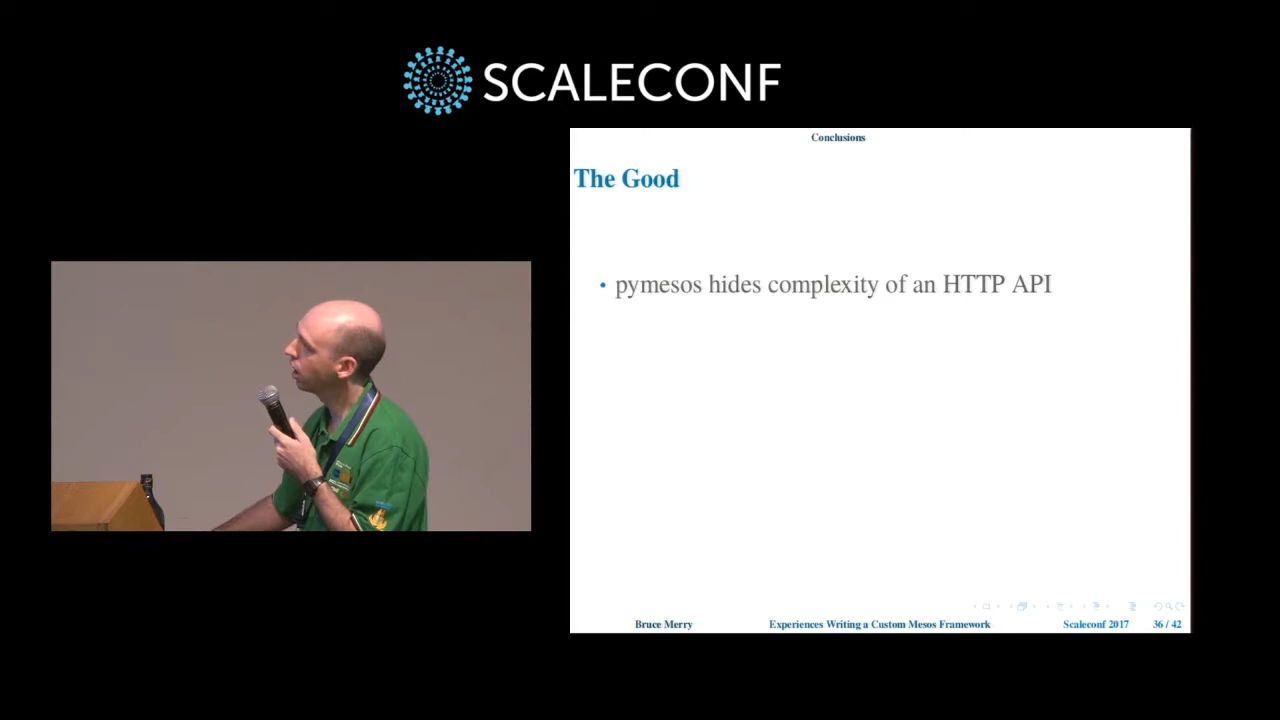 SCALECONF
Conclusions
The Good
• pymesos hides complexity of an HTTP API
Bruce Merry Experiences Writing a Custom Mesos Framework Scaleconf 2017 36 / 42